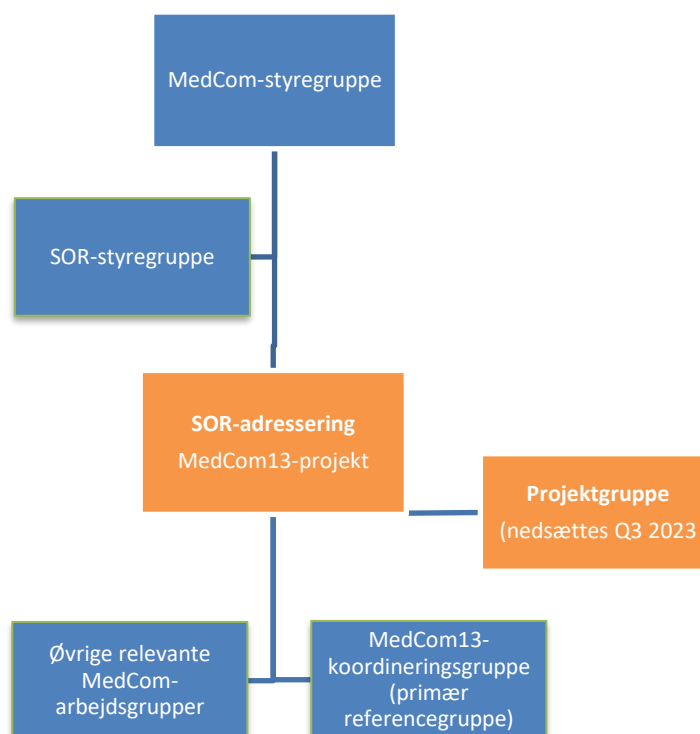 MedCom-styregruppe
SOR-styregruppe
SOR-adressering
MedCom13-projekt
Projektgruppe
(nedsættes Q3 2023
Øvrige relevante
MedCom-
arbejdsgrupper
MedCom13-
koordineringsgruppe
(primær
referencegruppe)